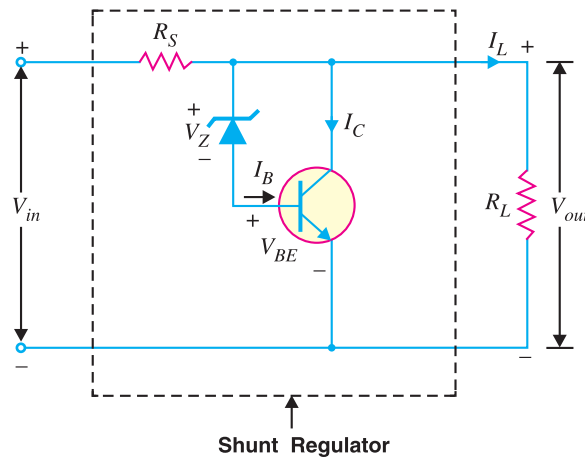 +
R_S
I_L
+
+
V_Z
−
I_C
I_B
+
V_BE
−
V_in
R_L
V_out
−
−
Shunt Regulator